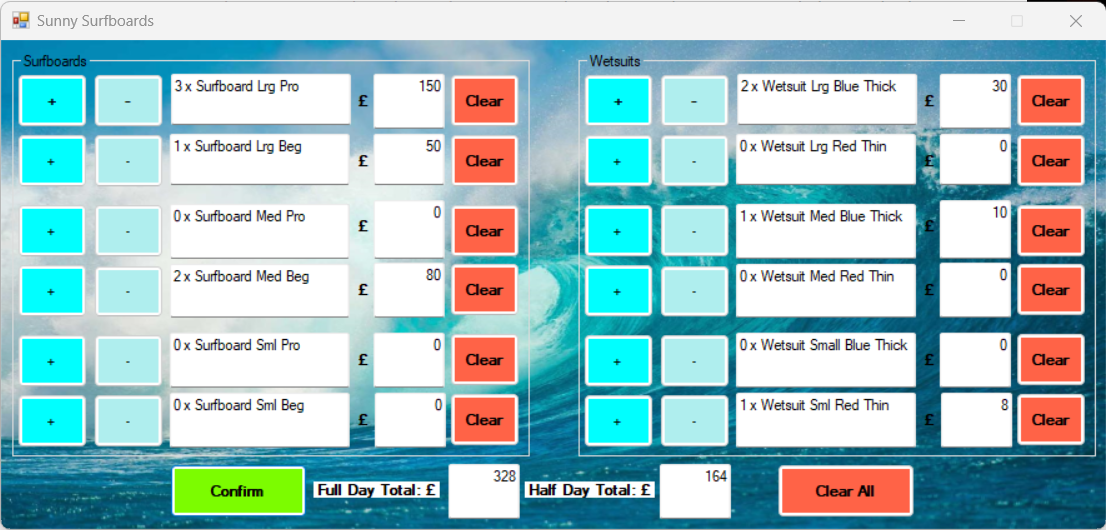 Sunny Surfboards
Surfboards
+ - 3 x Surfboard Lrg Pro £ 150 Clear
+ - 1 x Surfboard Lrg Beg £ 50 Clear
+ - 0 x Surfboard Med Pro £ 0 Clear
+ - 2 x Surfboard Med Beg £ 80 Clear
+ - 0 x Surfboard Sml Pro £ 0 Clear
+ - 0 x Surfboard Sml Beg £ 0 Clear
Wetsuits
+ - 2 x Wetsuit Lrg Blue Thick £ 30 Clear
+ - 0 x Wetsuit Lrg Red Thin £ 0 Clear
+ - 1 x Wetsuit Med Blue Thick £ 10 Clear
+ - 0 x Wetsuit Med Red Thin £ 0 Clear
+ - 0 x Wetsuit Small Blue Thick £ 0 Clear
+ - 1 x Wetsuit Sml Red Thin £ 8 Clear
Confirm Full Day Total: £ 328 Half Day Total: £ 164 Clear All